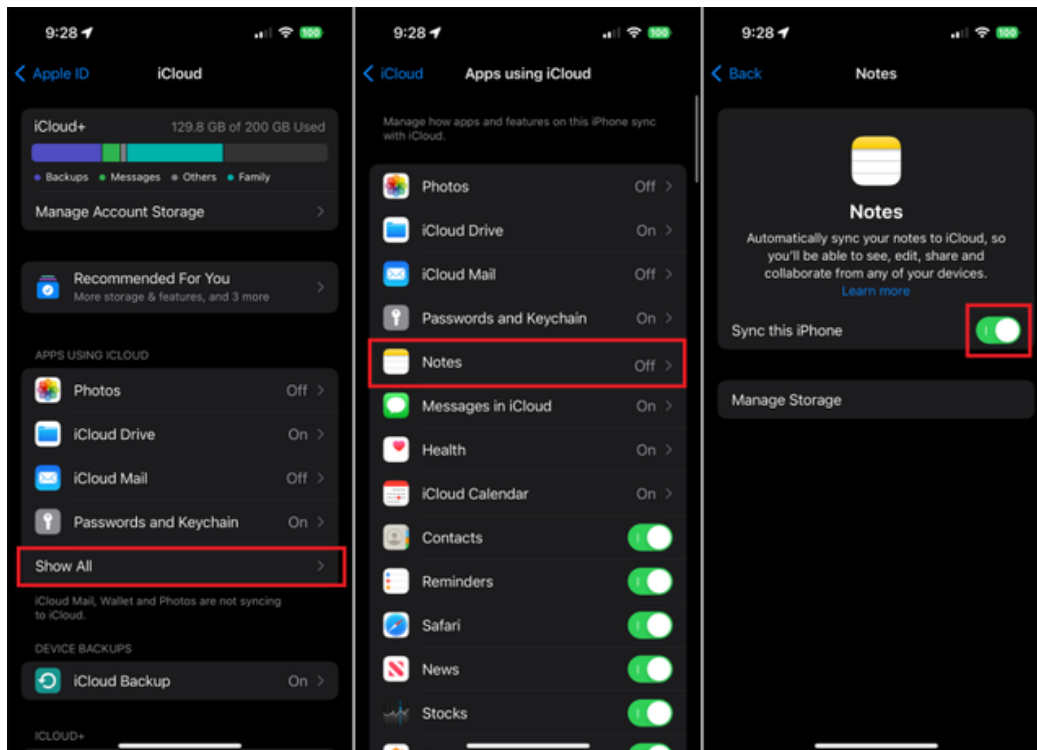 9:28
100
Apple ID
iCloud
iCloud+ 129.8 GB of 200 GB Used
Backups Messages Others Family
Manage Account Storage
Recommended For You
More storage & features, and 3 more
APPS USING ICLOUD
Photos Off
iCloud Drive On
iCloud Mail Off
Passwords and Keychain On
Show All
iCloud Mail, Wallet and Photos are not syncing
to iCloud.
DEVICE BACKUPS
iCloud Backup On
ICLOUD+
9:28
100
iCloud
Apps using iCloud
Manage how apps and features on this iPhone sync
with iCloud.
Photos Off
iCloud Drive On
iCloud Mail Off
Passwords and Keychain On
Notes Off
Messages in iCloud On
Health On
iCloud Calendar On
Contacts
Reminders
Safari
News
Stocks
9:28
100
Back
Notes
Notes
Automatically sync your notes to iCloud, so
you'll be able to see, edit, share and
collaborate from any of your devices.
Learn more
Sync this iPhone
Manage Storage